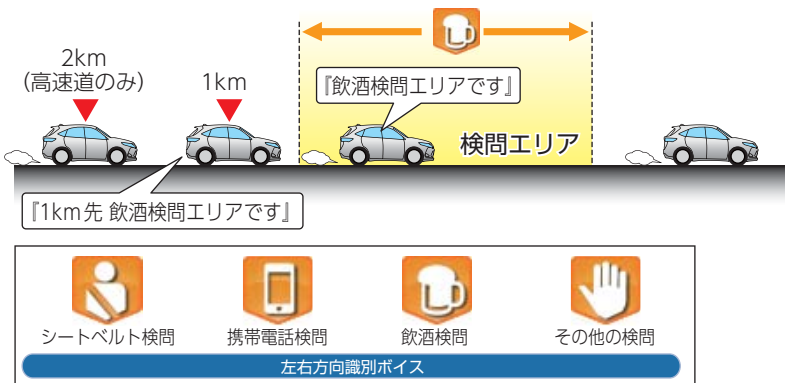 2km
(高速道のみ)
1km
『飲酒検問エリアです』
検問エリア
『1km先 飲酒検問エリアです』
シートベルト検問
携帯電話検問
飲酒検問
その他の検問
左右方向識別ボイス